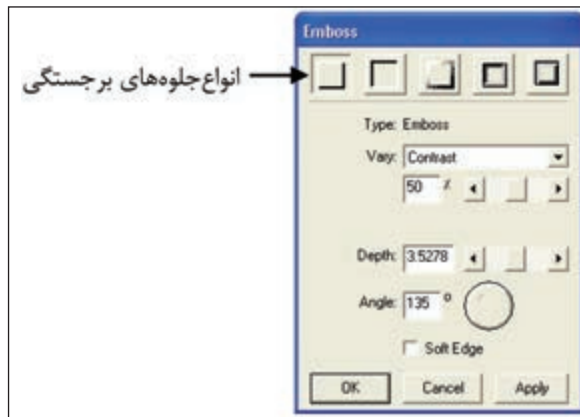 Emboss
انواع جلوه‌های برجستگی
Type: Emboss
Vary: Contrast
50 %
Depth: 3.5278
Angle: 135 °
Soft Edge
OK Cancel Apply